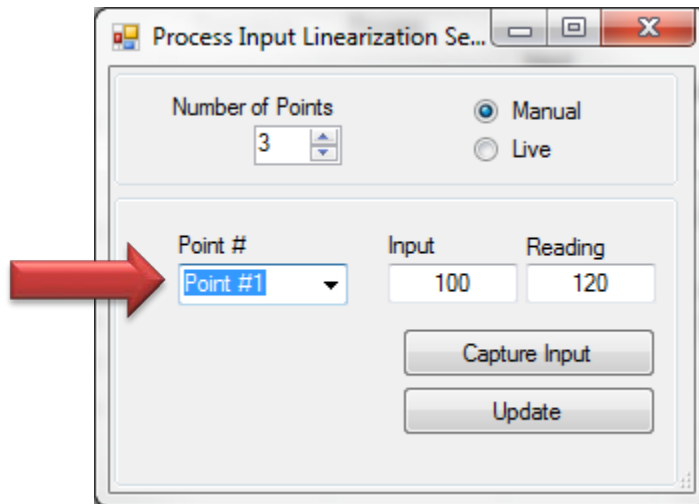 Process Input Linearization Se...
Number of Points
3
Manual
Live
Point #
Input
Reading
Point #1
100
120
Capture Input
Update